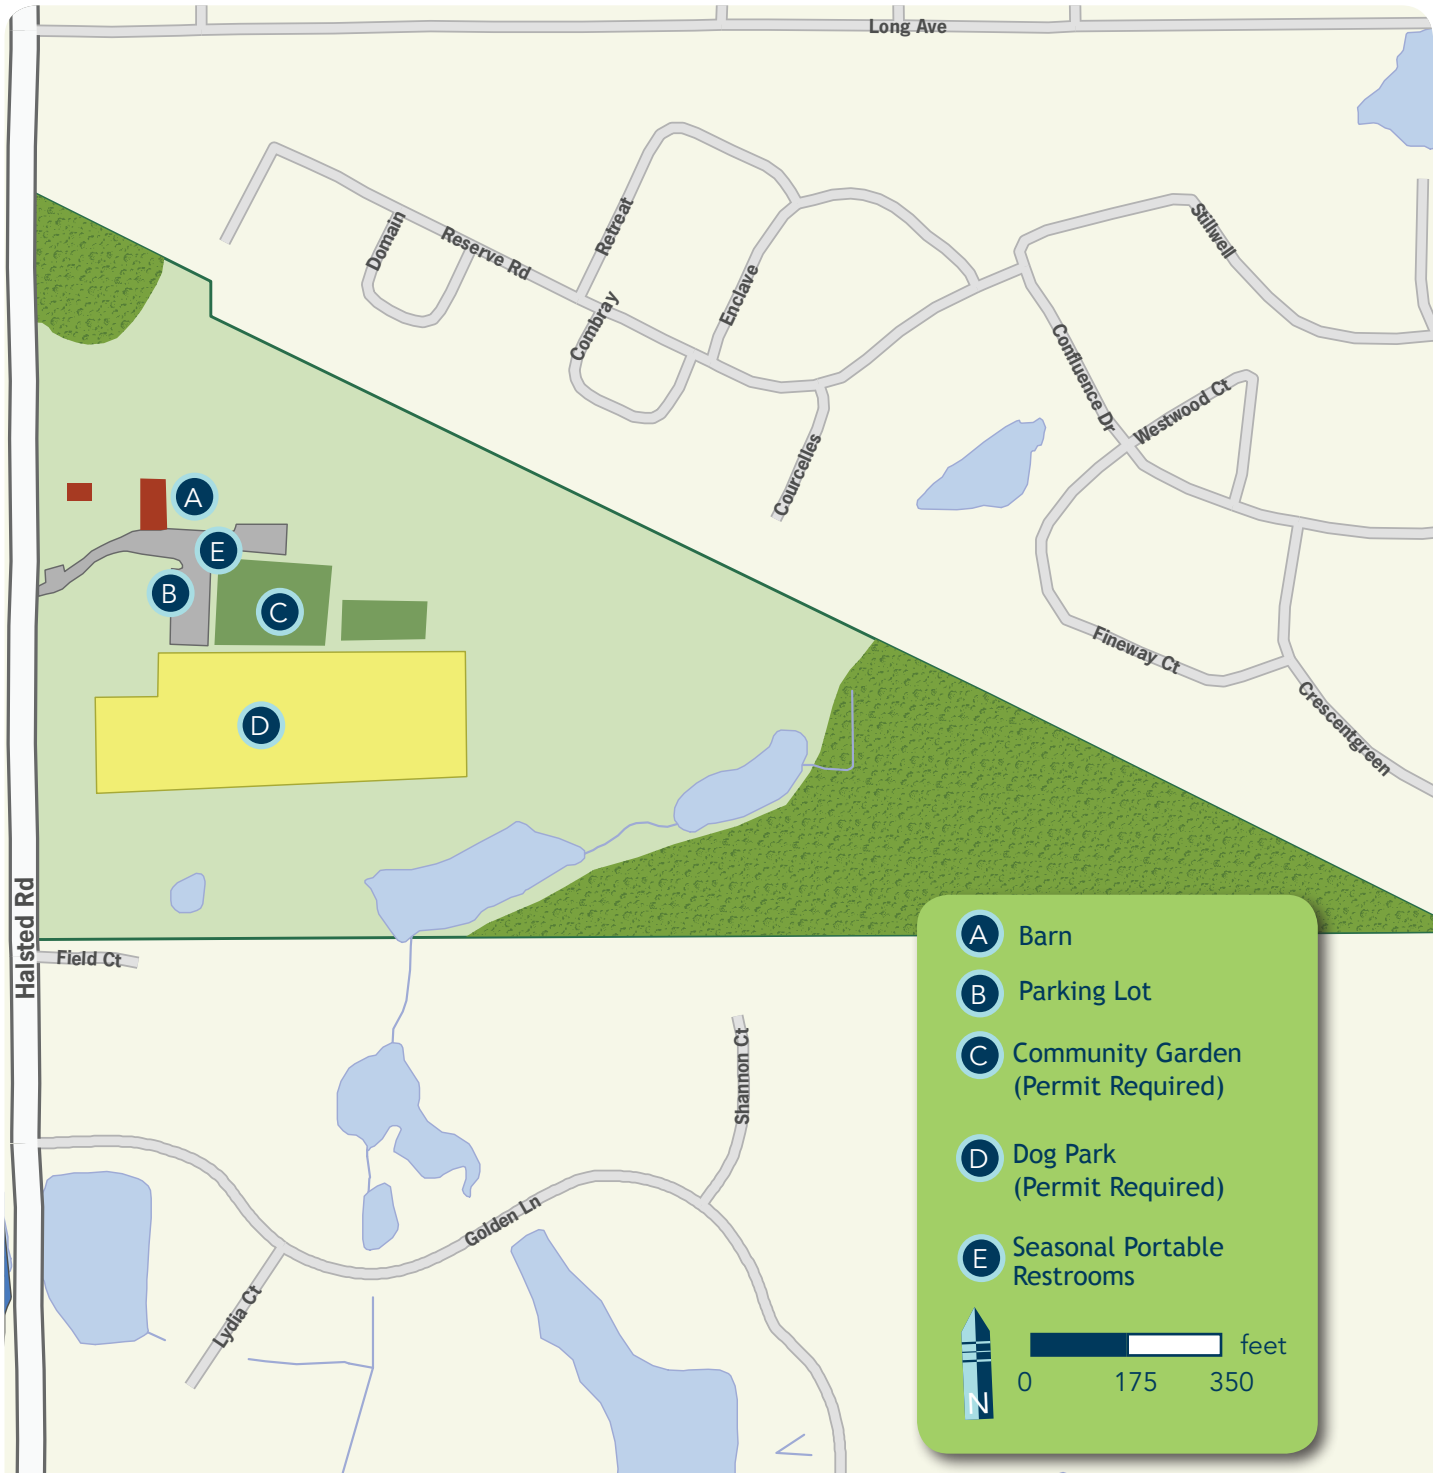 Long Ave
Stillwell
Retreat
Domain
Reserve Rd
Enclave
Combray
Confluence Dr
Westwood Ct
Courcelles
A
E
B
C
D
Fineway Ct
Crescentgreen
Halsted Rd
Field Ct
Shannon Ct
Golden Ln
Lydia Ct
A Barn
B Parking Lot
C Community Garden
(Permit Required)
D Dog Park
(Permit Required)
E Seasonal Portable
Restrooms
N
feet
0 175 350